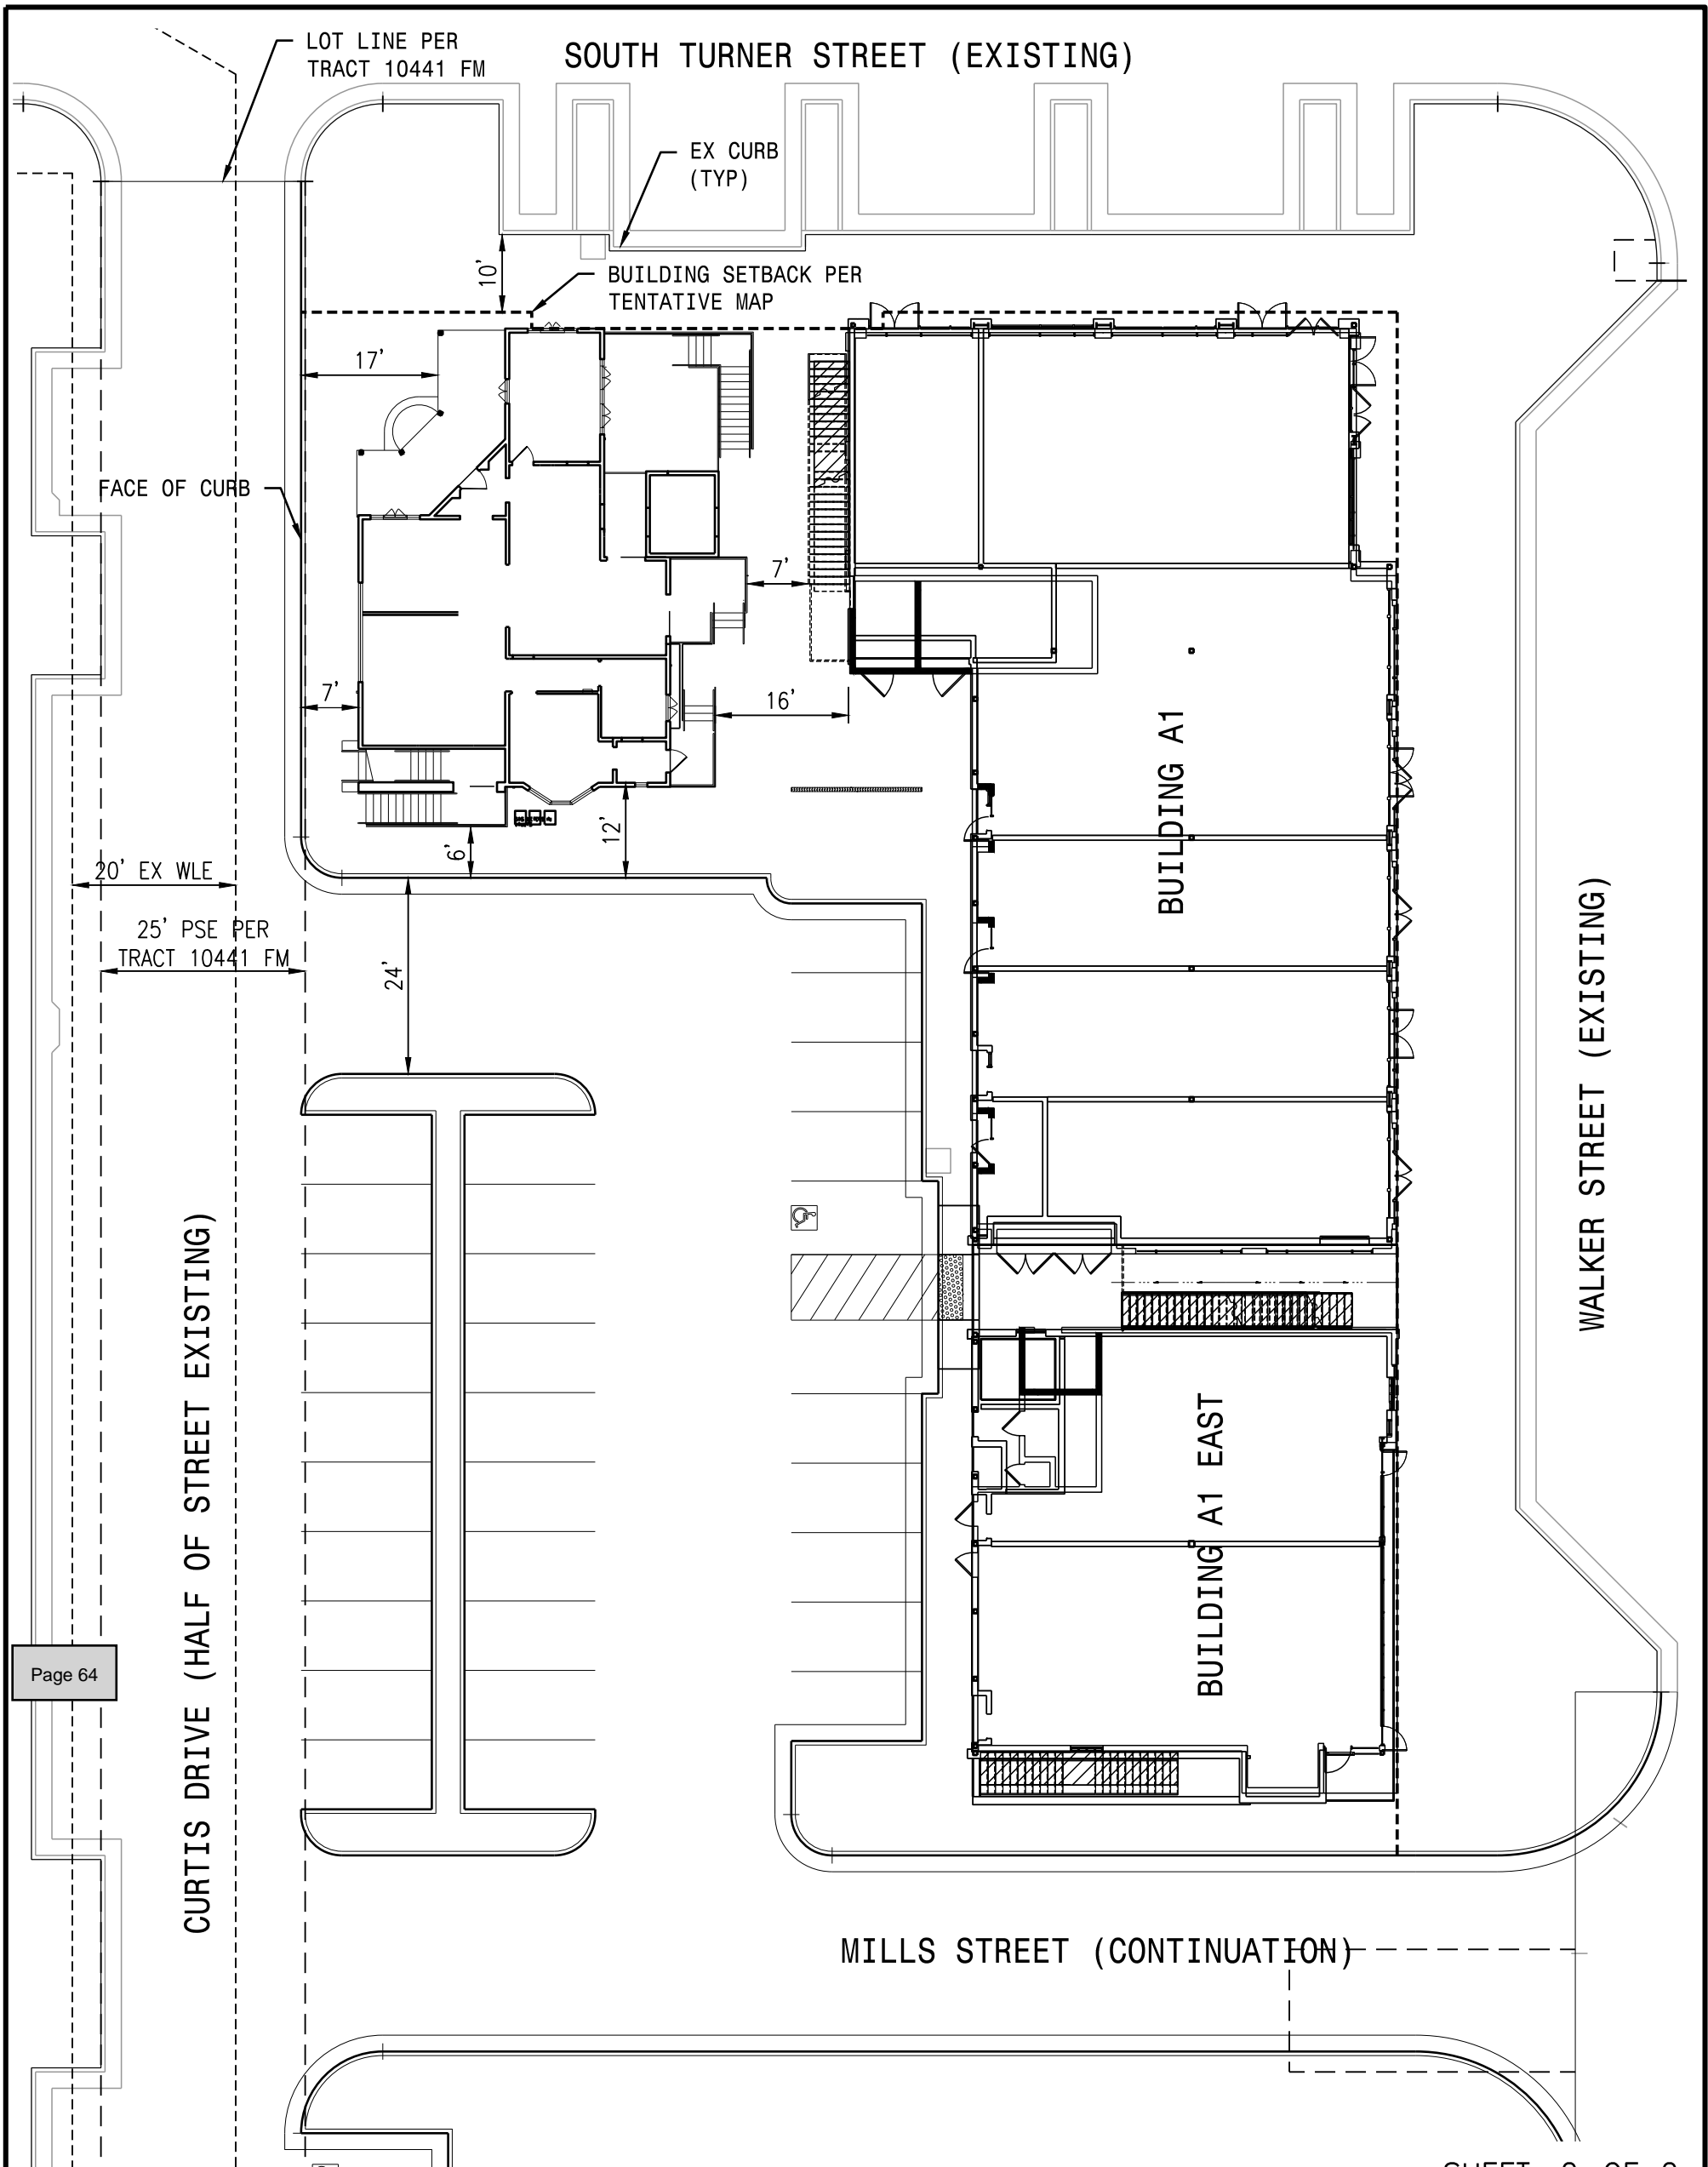 LOT LINE PER
TRACT 10441 FM
SOUTH TURNER STREET (EXISTING)
EX CURB
(TYP)
10'
BUILDING SETBACK PER
TENTATIVE MAP
17'
FACE OF CURB
7'
7'
16'
BUILDING A1
6'
12'
20' EX WLE
25' PSE PER
TRACT 10441 FM
24'
WALKER STREET (EXISTING)
CURTIS DRIVE (HALF OF STREET EXISTING)
BUILDING A1 EAST
Page 64
MILLS STREET (CONTINUATION)